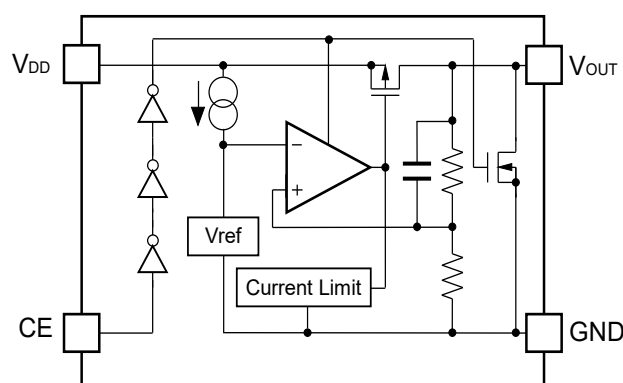 VDD
VOUT
−
+
Vref
Current Limit
CE
GND